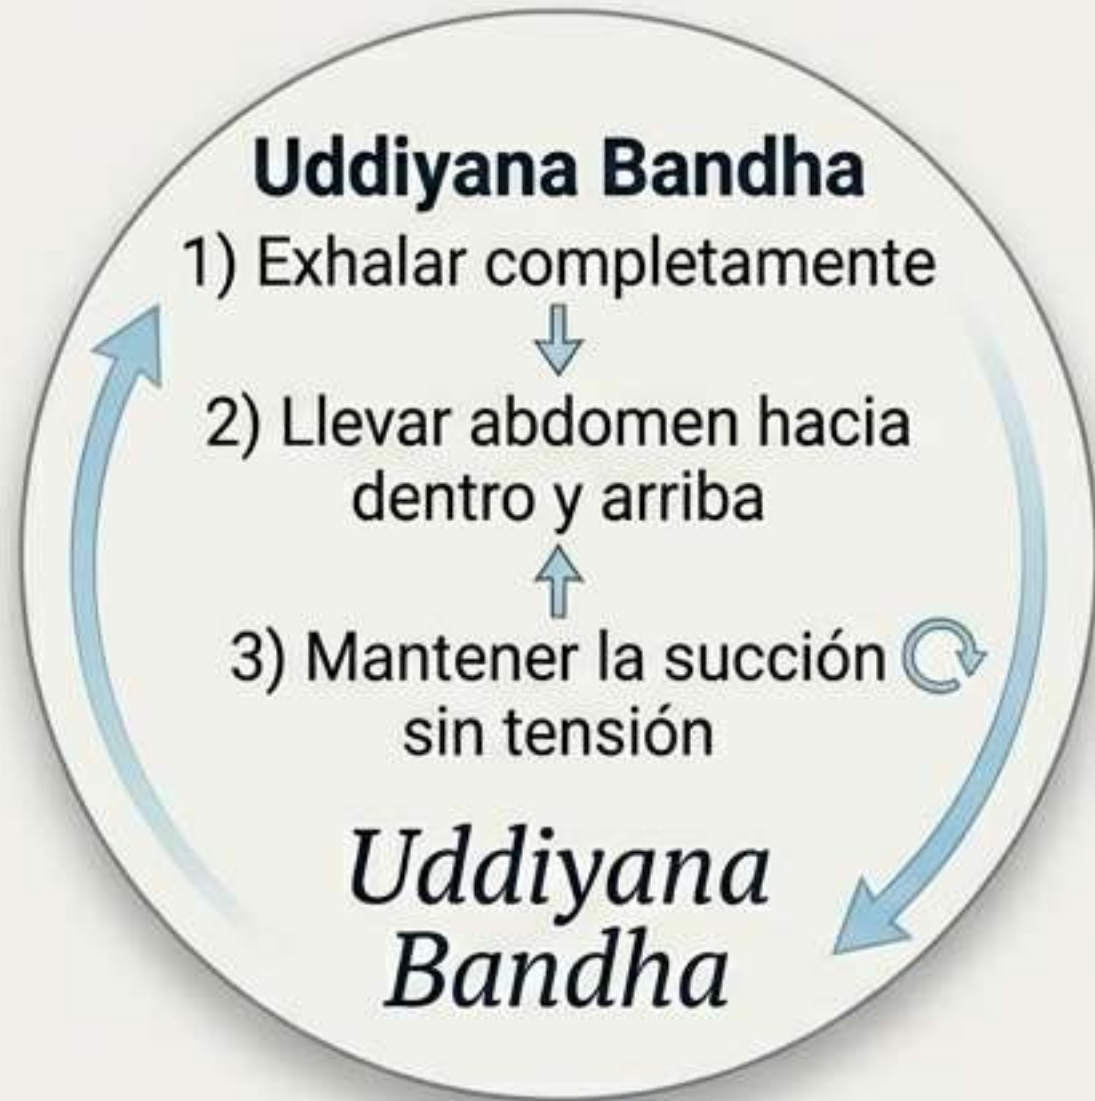 Uddiyana Bandha
1) Exhalar completamente
2) Llevar abdomen hacia
dentro y arriba
3) Mantener la succión
sin tensión
Uddiyana
Bandha